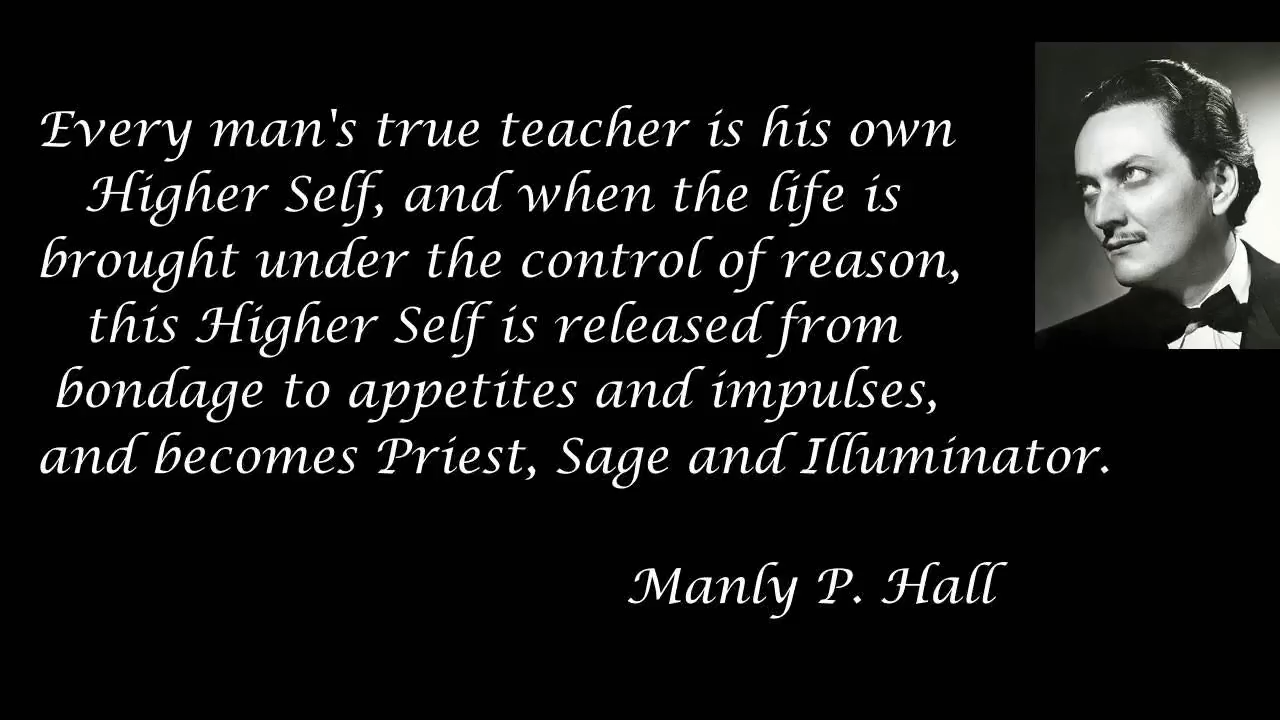 Every man's true teacher is his own
Higher Self, and when the life is
brought under the control of reason,
this Higher Self is released from
bondage to appetites and impulses,
and becomes Priest, Sage and Illuminator.
Manly P. Hall